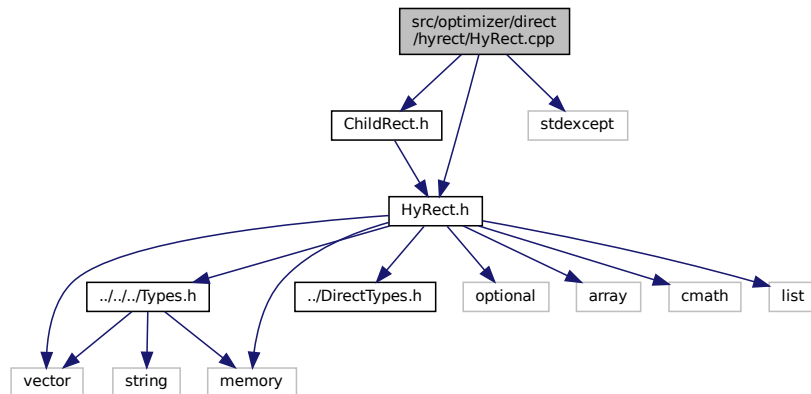 src/optimizer/direct
/hyrect/HyRect.cpp
ChildRect.h
stdexcept
HyRect.h
../../../Types.h
../DirectTypes.h
optional
array
cmath
list
vector
string
memory